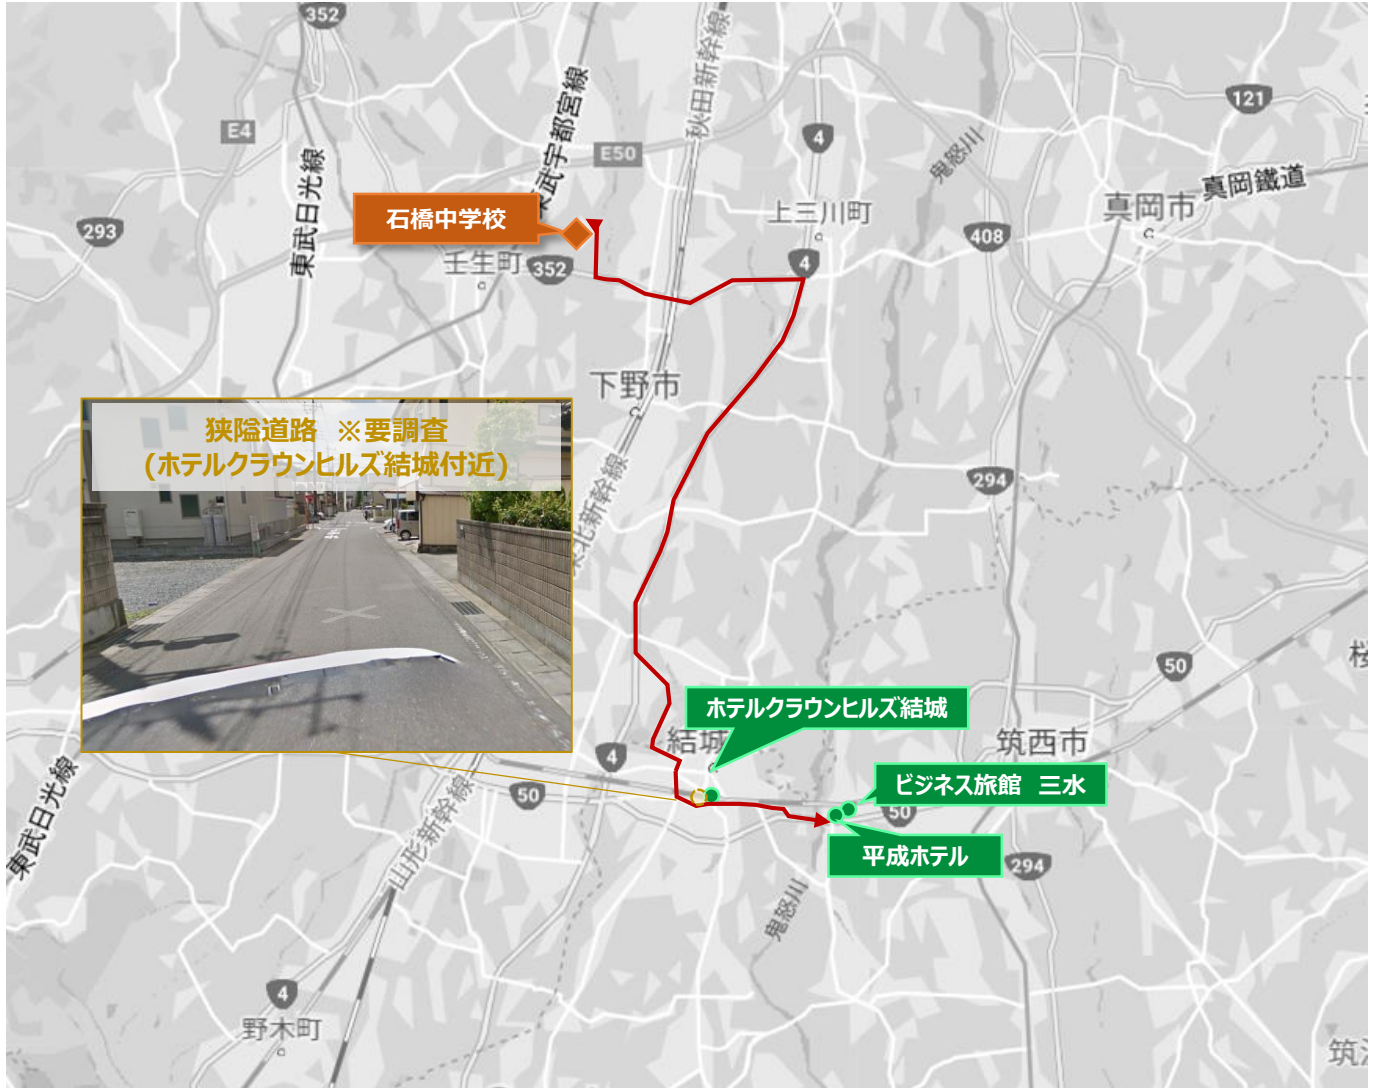 352
秋田新幹線
東武宇都宮線
121
E4
4
E50
鬼怒川
東武日光線
真岡鐵道
真岡市
石橋中学校
上三川町
293
408
壬生町
352
4
下野市
狭隘道路 ※要調査
(ホテルクラウンヒルズ結城付近)
294
東北新幹線
50
桜
ホテルクラウンヒルズ結城
結城
筑西市
4
ビジネス旅館 三水
50
50
東武日光線
山形新幹線
平成ホテル
294
鬼怒川
4
野木町
筑